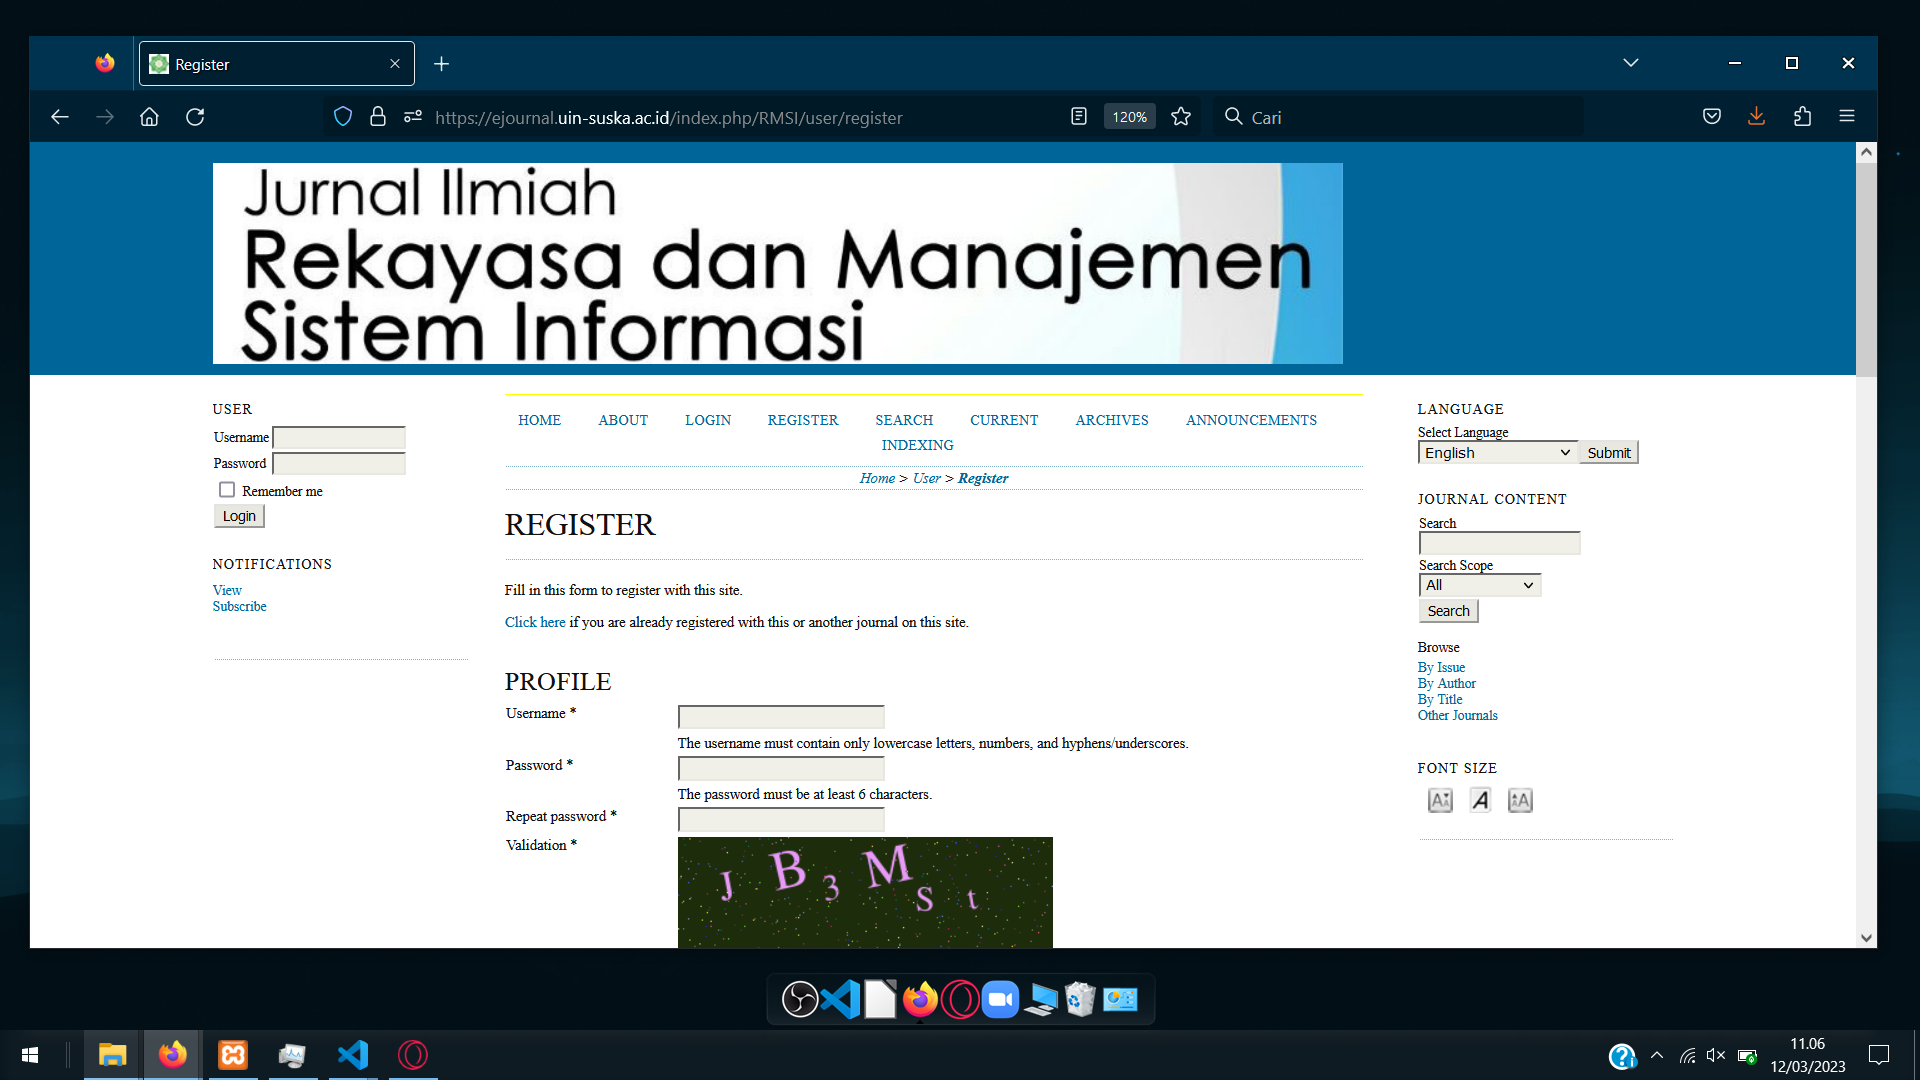 Register
https://ejournal.uin-suska.ac.id/index.php/RMSI/user/register
120%
Cari
Jurnal Ilmiah
Rekayasa dan Manajemen
Sistem Informasi
USER
Username
Password
Remember me
Login
NOTIFICATIONS
View
Subscribe
HOME ABOUT LOGIN REGISTER SEARCH CURRENT ARCHIVES ANNOUNCEMENTS
INDEXING
Home > User > Register
REGISTER
Fill in this form to register with this site.
Click here if you are already registered with this or another journal on this site.
PROFILE
Username *
The username must contain only lowercase letters, numbers, and hyphens/underscores.
Password *
The password must be at least 6 characters.
Repeat password *
Validation *
J B 3 M S t
LANGUAGE
Select Language
English Submit
JOURNAL CONTENT
Search
Search Scope
All
Search
Browse
By Issue
By Author
By Title
Other Journals
FONT SIZE
11.06
12/03/2023